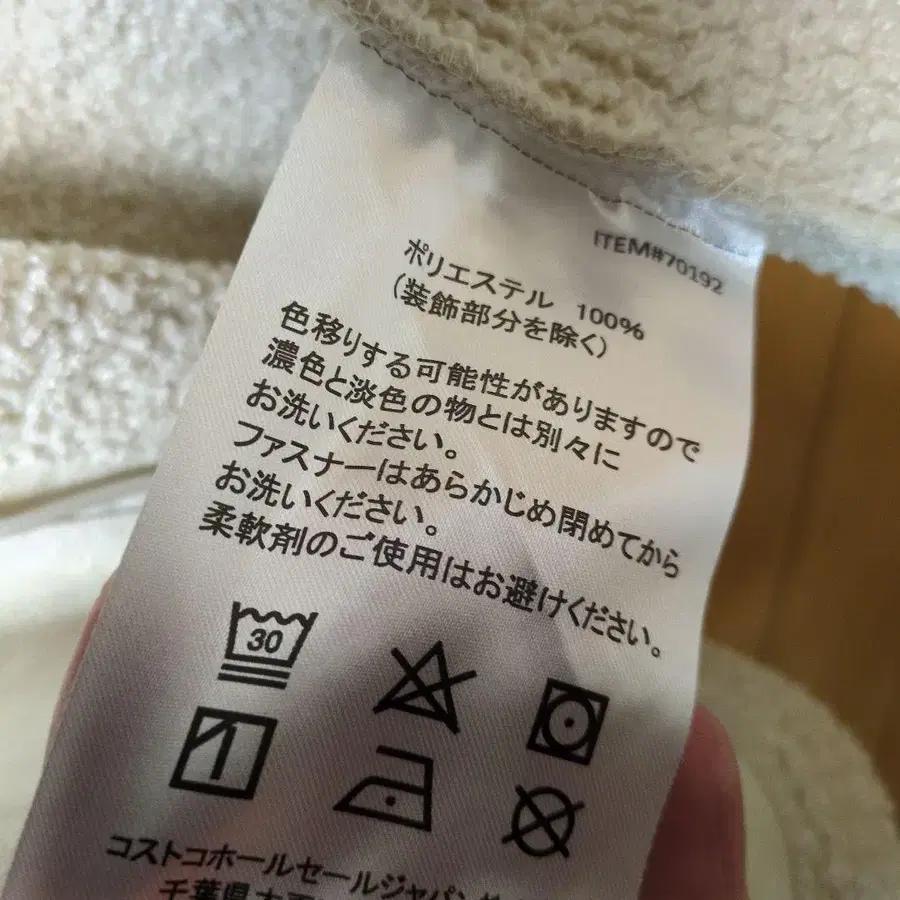 ITEM#70192
ポリエステル 100%
(装飾部分を除く)
色移りする可能性がありますので
濃色と淡色の物とは別々に
お洗いください。
ファスナーはあらかじめ閉めてから
お洗いください。
柔軟剤のご使用はお避けください。
30
コストコホールセールジャパン
千葉県木更